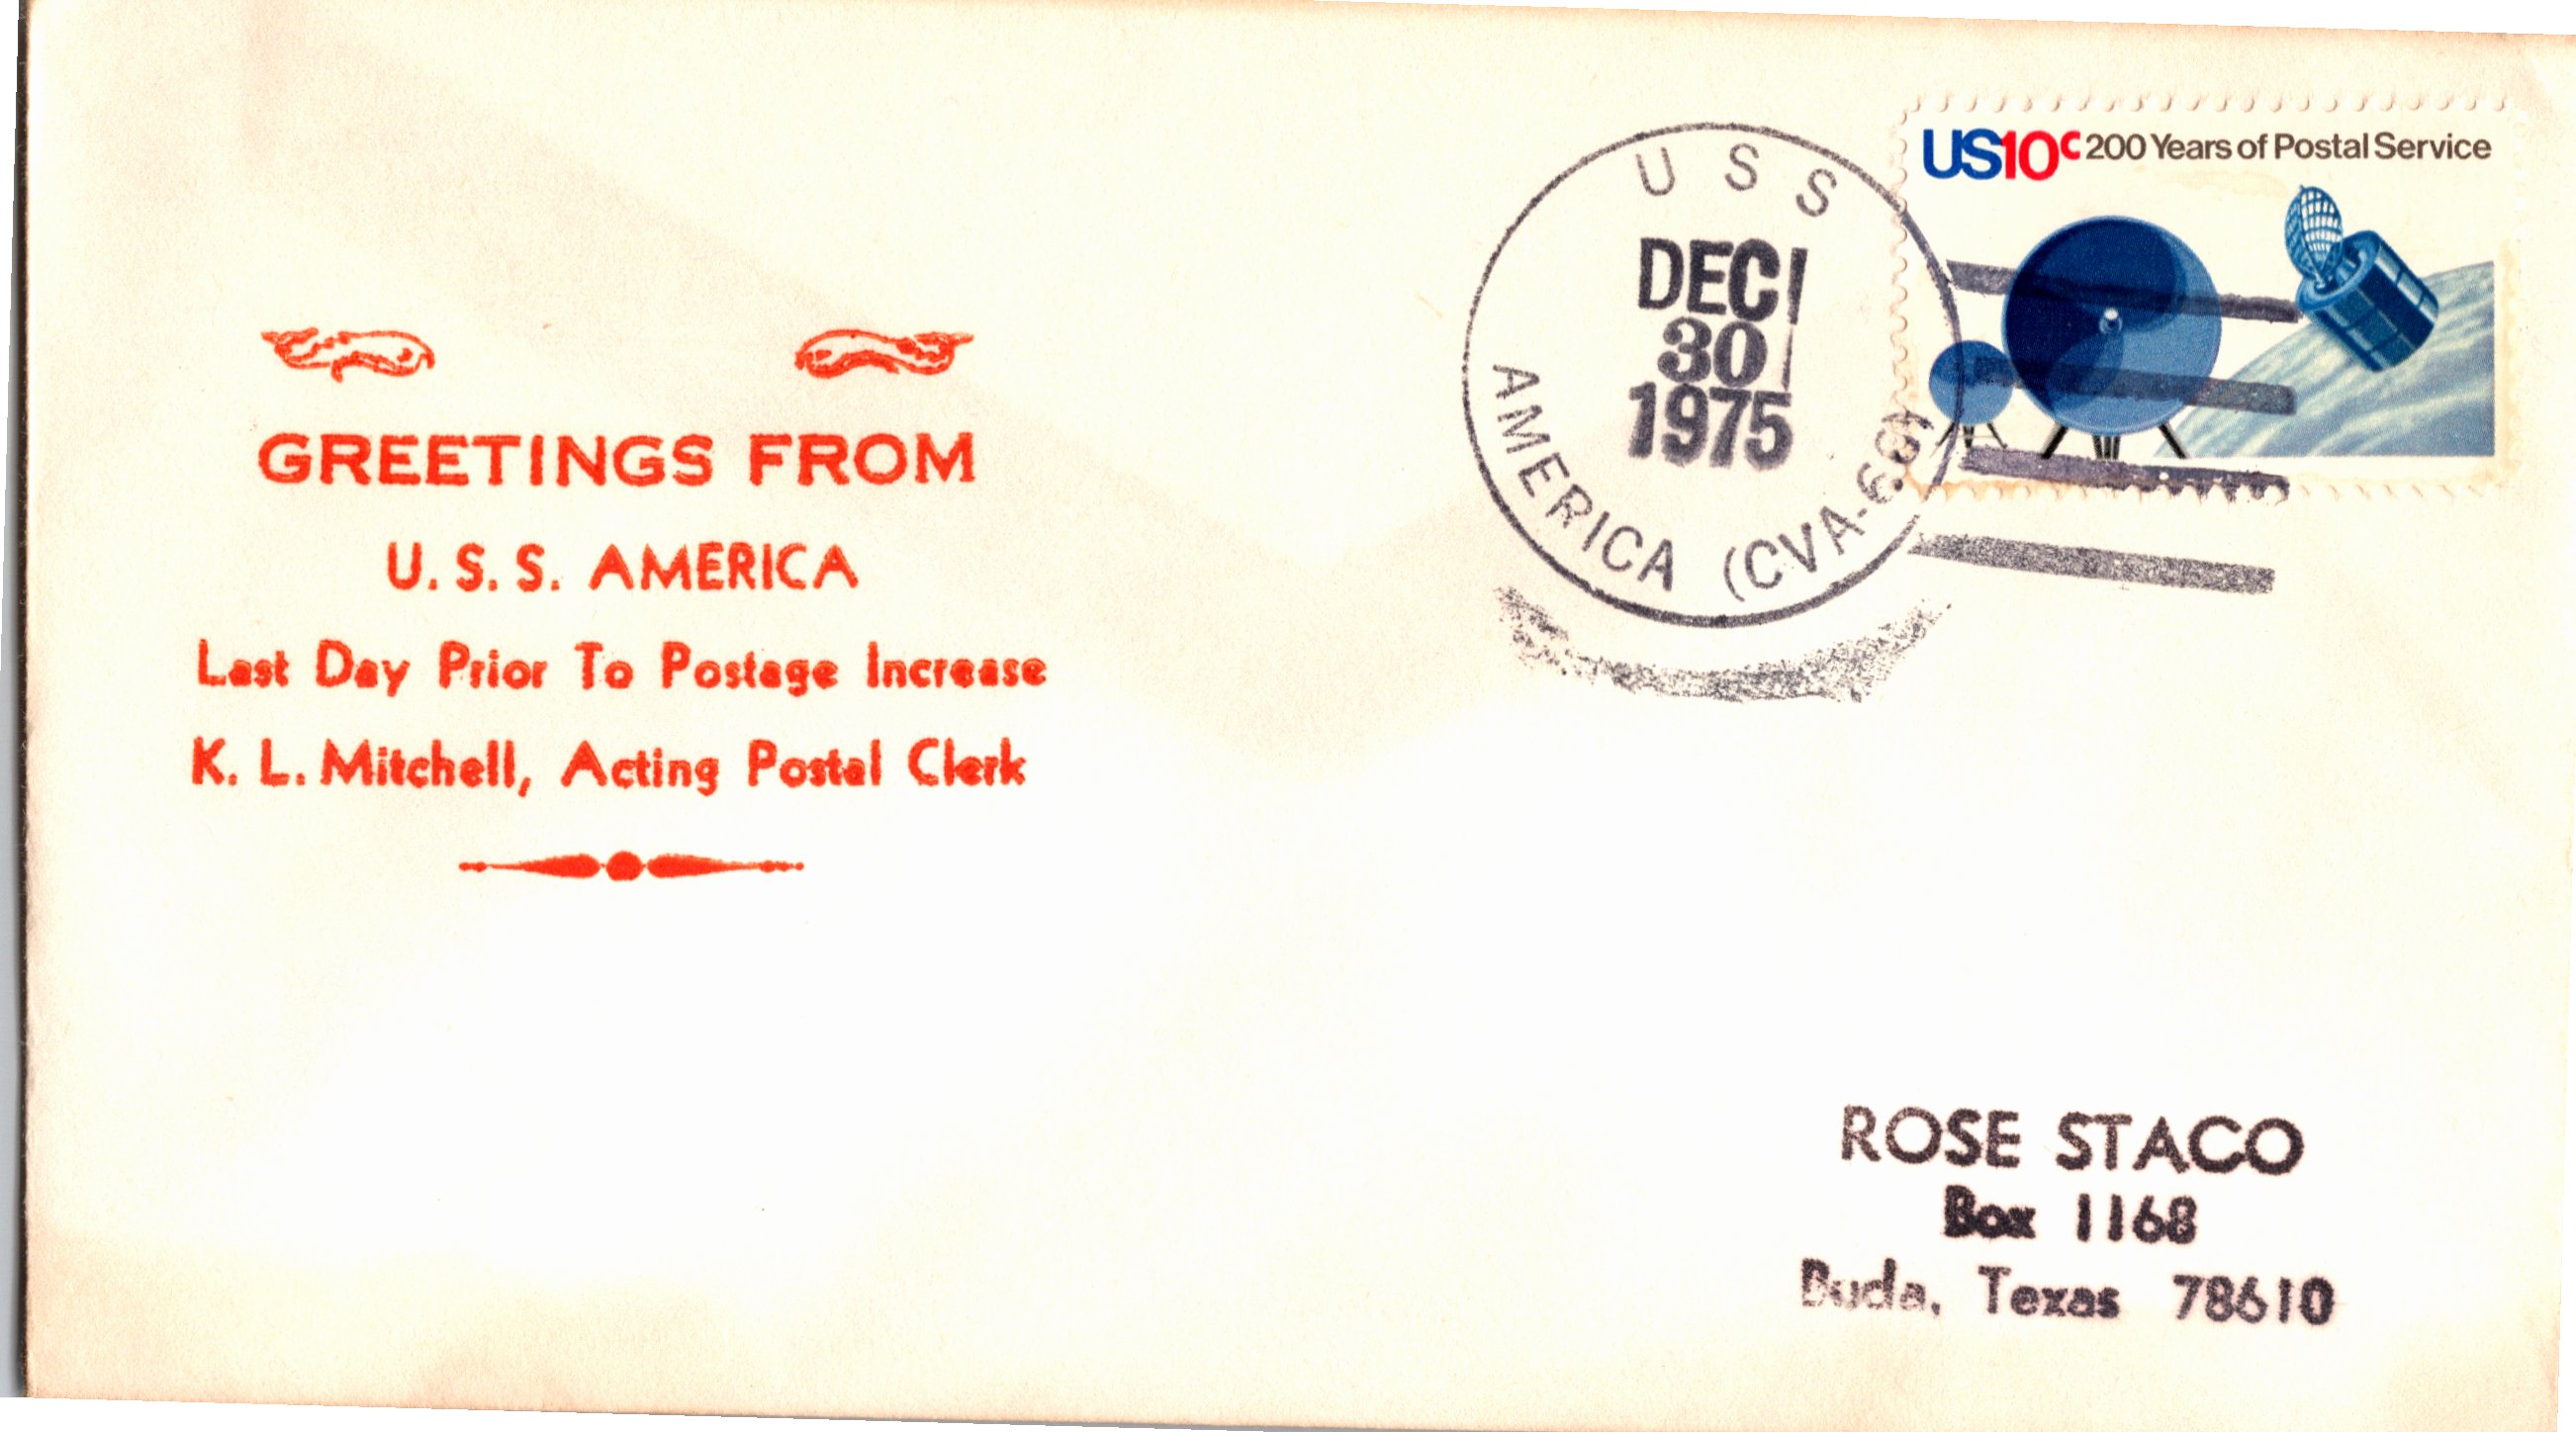 US10c 200 Years of Postal Service
USS
DEC
30
1975
AMERICA (CVA-66)
GREETINGS FROM
U. S. S. AMERICA
Last Day Prior To Postage Increase
K. L. Mitchell, Acting Postal Clerk
ROSE STACO
Box 1168
Buda, Texas 78610